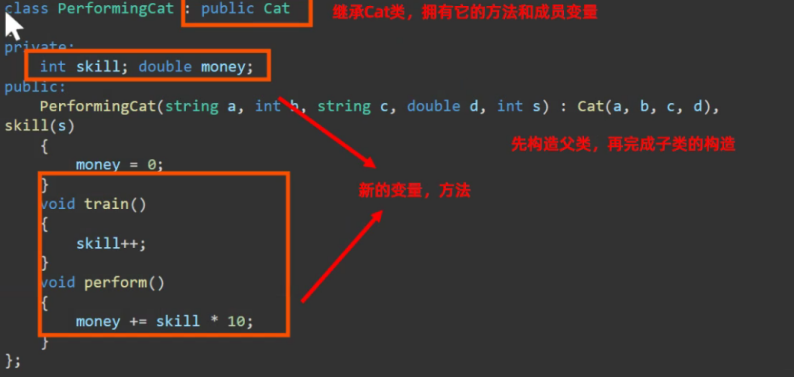 class PerformingCat : public Cat
继承Cat类，拥有它的方法和成员变量
private:
int skill; double money;
public:
PerformingCat(string a, int b, string c, double d, int s) : Cat(a, b, c, d),
skill(s)
先构造父类，再完成子类的构造
{
money = 0;
}
新的变量，方法
void train()
{
skill++;
}
void perform()
{
money += skill * 10;
}
};